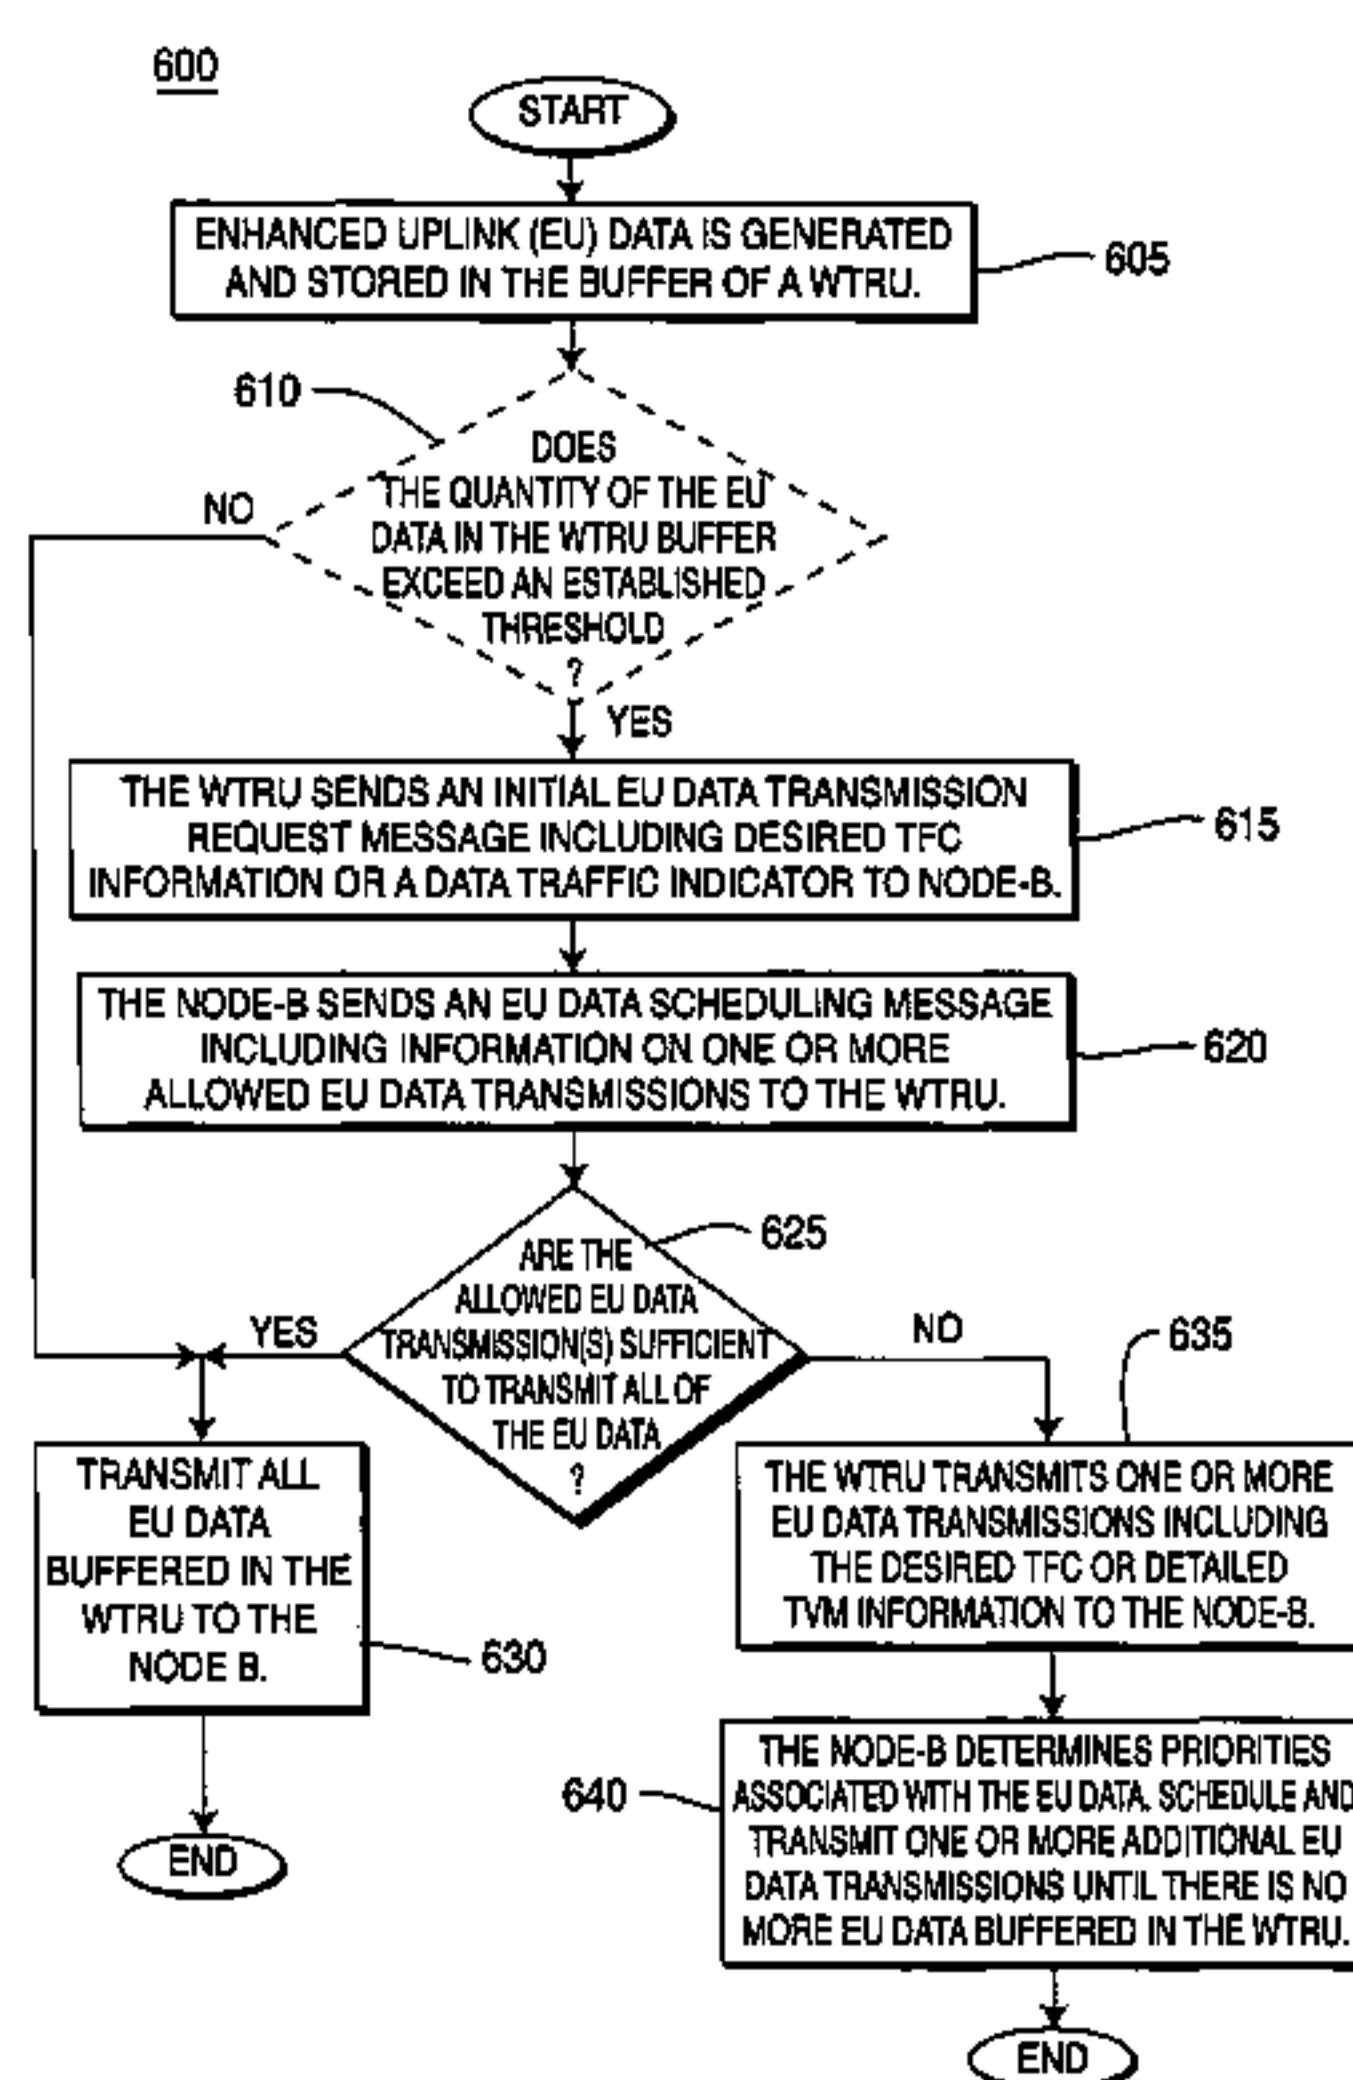 600
START
ENHANCED UPLINK (EU) DATA IS GENERATED
AND STORED IN THE BUFFER OF A WTRU.
605
610
DOES
THE QUANTITY OF THE EU
DATA IN THE WTRU BUFFER
EXCEED AN ESTABLISHED
THRESHOLD
?
NO
YES
THE WTRU SENDS AN INITIAL EU DATA TRANSMISSION
REQUEST MESSAGE INCLUDING DESIRED TFC
INFORMATION OR A DATA TRAFFIC INDICATOR TO NODE-B.
615
THE NODE-B SENDS AN EU DATA SCHEDULING MESSAGE
INCLUDING INFORMATION ON ONE OR MORE
ALLOWED EU DATA TRANSMISSIONS TO THE WTRU.
620
625
ARE THE
ALLOWED EU DATA
TRANSMISSION(S) SUFFICIENT
TO TRANSMIT ALL OF
THE EU DATA
?
YES
NO
635
TRANSMIT ALL
EU DATA
BUFFERED IN THE
WTRU TO THE
NODE B.
630
END
THE WTRU TRANSMITS ONE OR MORE
EU DATA TRANSMISSIONS INCLUDING
THE DESIRED TFC OR DETAILED
TVM INFORMATION TO THE NODE-B.
640
THE NODE-B DETERMINES PRIORITIES
ASSOCIATED WITH THE EU DATA, SCHEDULE AND
TRANSMIT ONE OR MORE ADDITIONAL EU
DATA TRANSMISSIONS UNTIL THERE IS NO
MORE EU DATA BUFFERED IN THE WTRU.
END